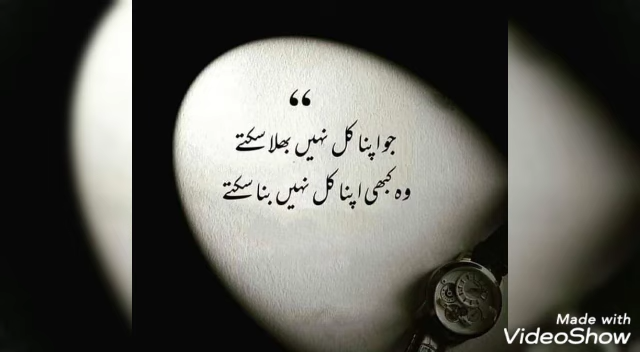 “
جو اپنا کل نہیں بھلا سکتے
وہ کبھی اپنا کل نہیں بنا سکتے
Made with
VideoShow